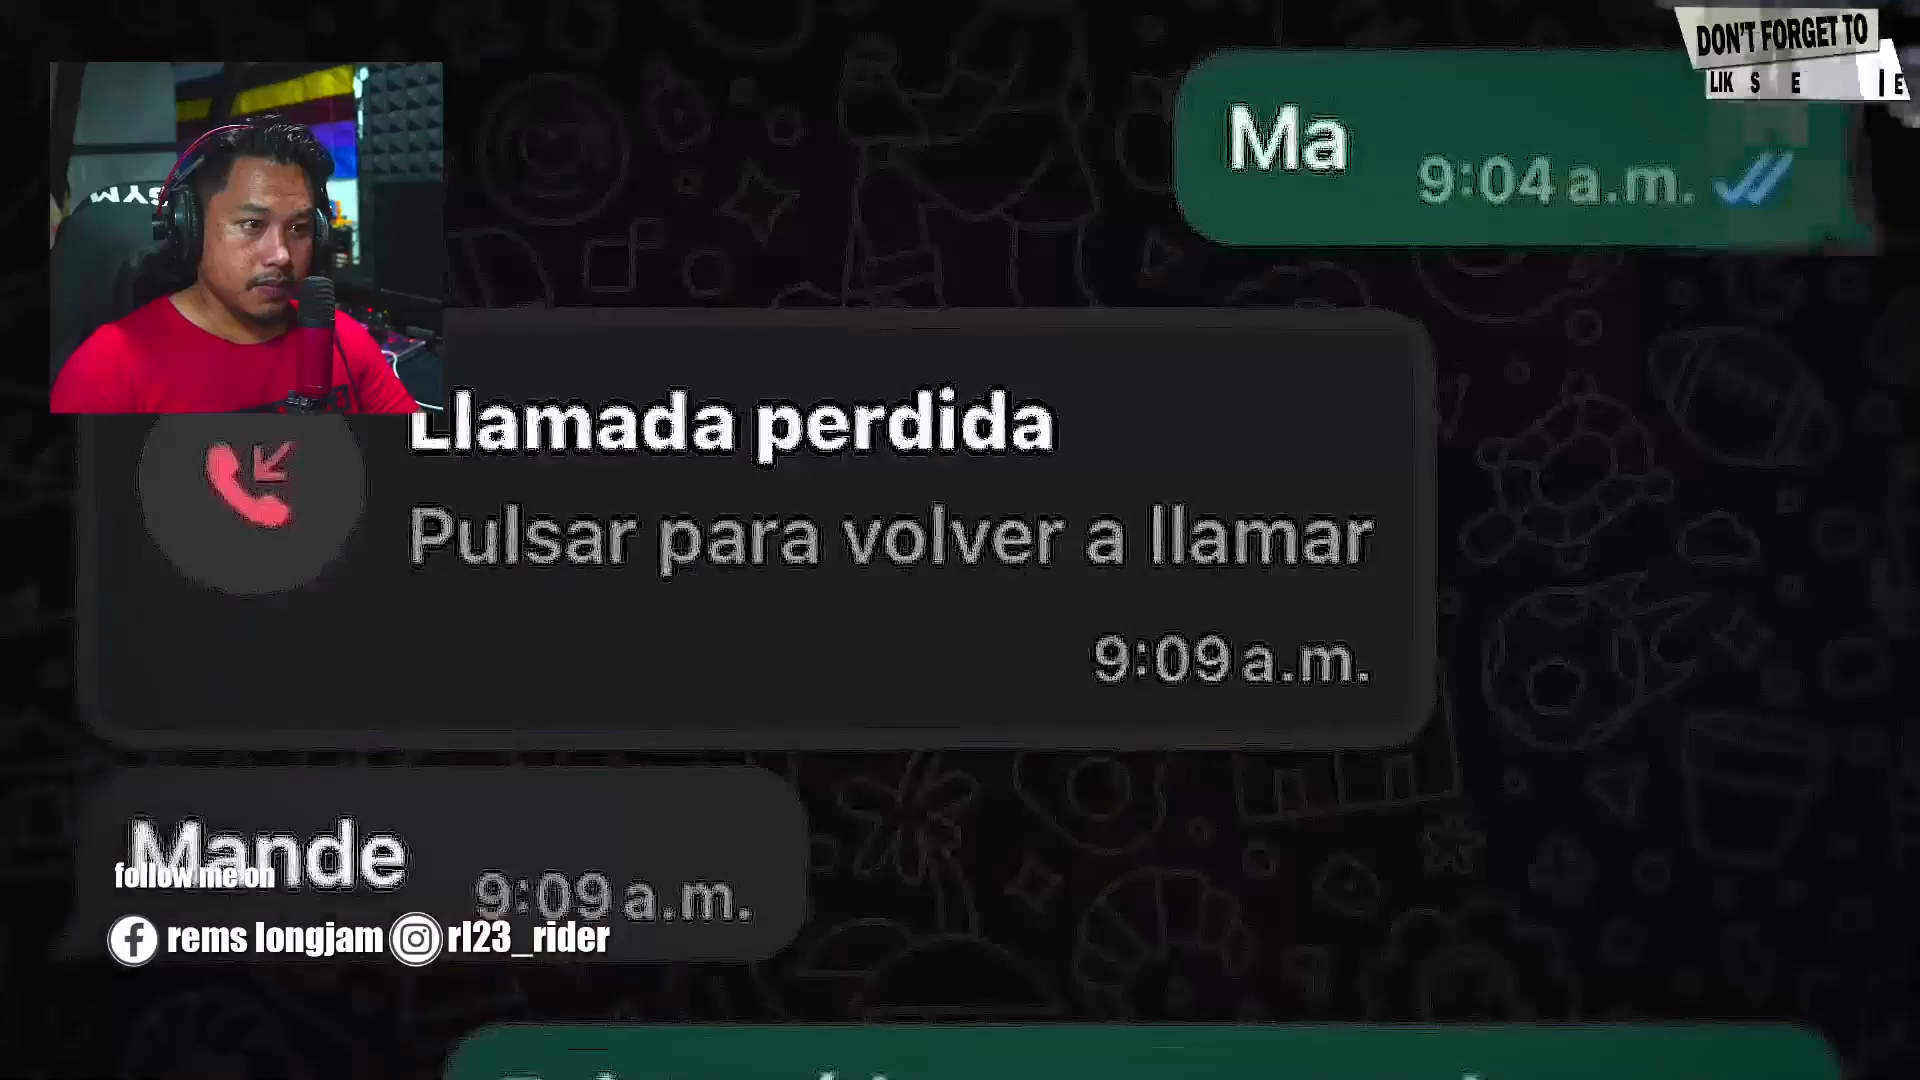 DON'T FORGET TO
Ma
9:04 a.m.
Llamada perdida
Pulsar para volver a llamar
9:09 a.m.
Mande
9:09 a.m.
follow me on
rems longjam rl23_rider